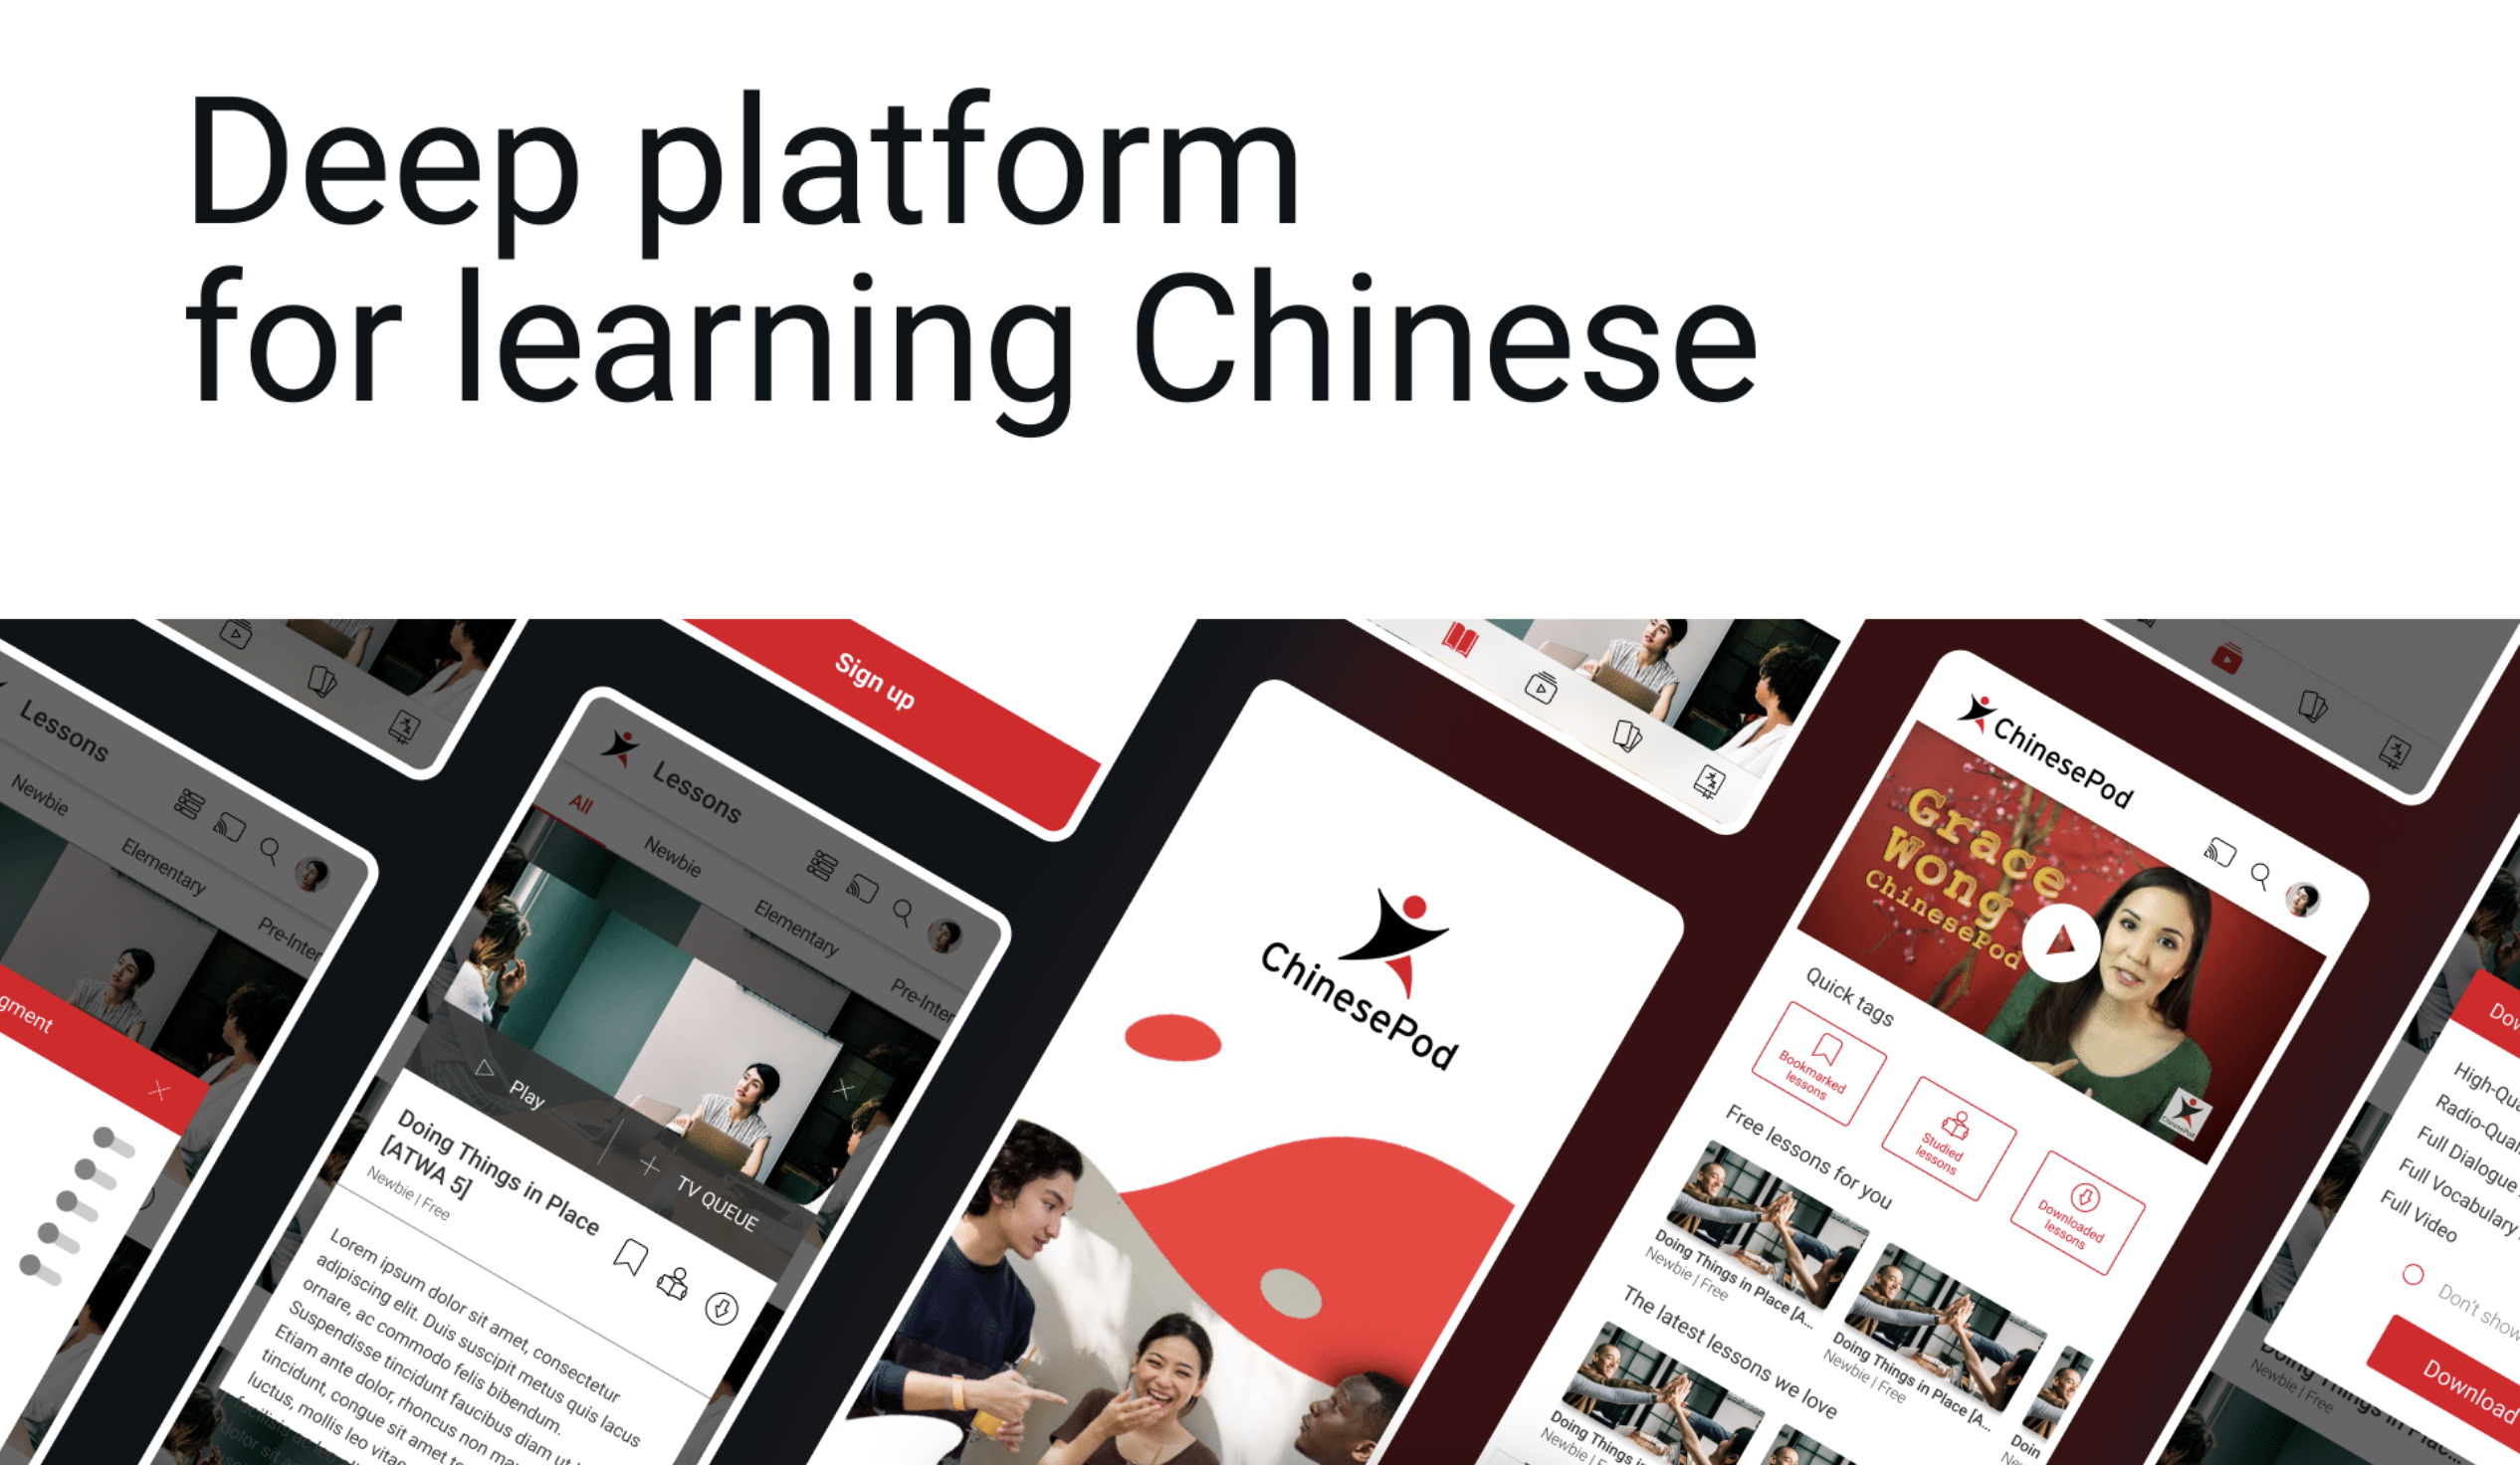 Deep platform
for learning Chinese
Sign up
Lessons
Newbie
Elementary
Pre-Inter
gment
Lessons
All
Newbie
Elementary
Pre-Inter
Play
TV QUEUE
Doing Things in Place
[ATWA 5]
Newbie | Free
Lorem ipsum dolor sit amet, consectetur
adipiscing elit. Duis suscipit metus quis lacus
ornare, ac commodo felis bibendum.
Suspendisse tincidunt faucibus diam ut
Etiam ante dolor, rhoncus non
tincidunt, congue sit amet
luctus, mollis leo vitae
dolor sit
ChinesePod
ChinesePod
Grace
Wong
ChinesePod
ChinesePod
Quick tags
Bookmarked
lessons
Studied
lessons
Downloaded
lessons
Free lessons for you
Doing Things in Place [A...
Newbie | Free
Doing Things in Place [A...
Newbie | Free
Doin
The latest lessons we love
Doing Things in
Newbie | F
High-Qua
Radio-Quali
Full Dialogue
Full Vocabulary
Full Video
Don't show
Download
Doing Things in Plac...
Newbie | Free